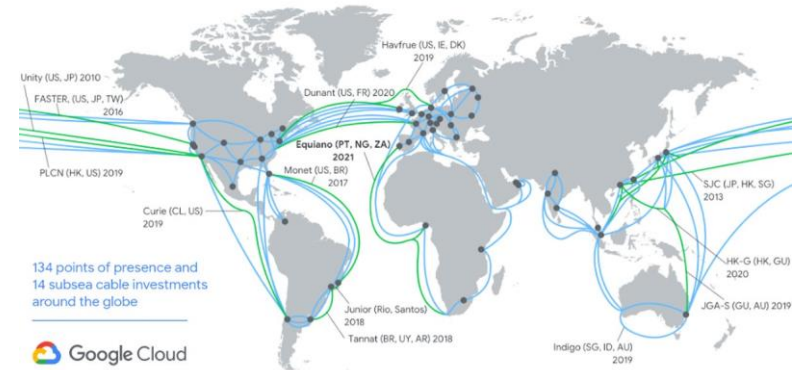 Havfrue (US, IE, DK)
2019
Unity (US, JP) 2010
Dunant (US, FR) 2020
FASTER, (US, JP, TW)
2016
Equiano (PT, NG, ZA)
2021
PLCN (HK, US) 2019
Monet (US, BR)
2017
SJC (JP, HK, SG)
2013
Curie (CL, US)
2019
HK-G (HK, GU)
2020
134 points of presence and
14 subsea cable investments
around the globe
JGA-S (GU, AU) 2019
Junior (Rio, Santos)
2018
Tannat (BR, UY, AR) 2018
Indigo (SG, ID, AU)
2019
Google Cloud